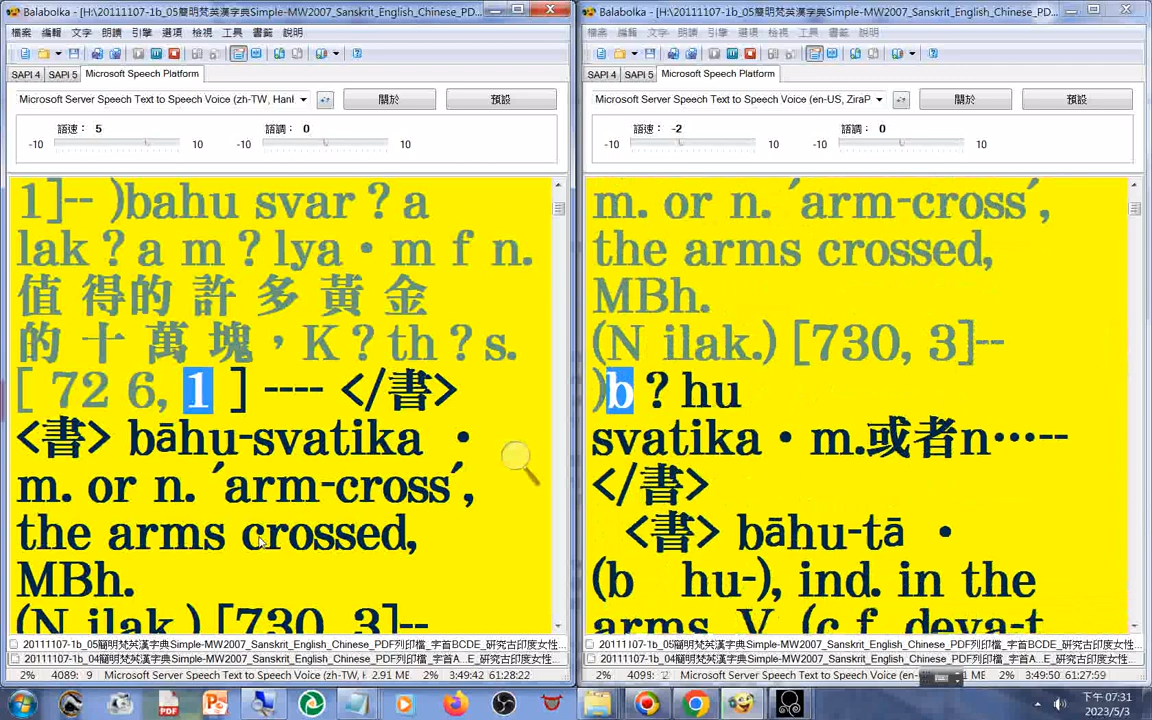 Balabolka - [H:\20111107-1b_05簡明梵英漢字典Simple-MW2007_Sanskrit_English_Chinese_PD...
檔案 編輯 文字 朗讀 引擎 選項 檢視 工具 書籤 說明
SAPI 4 SAPI 5 Microsoft Speech Platform
Microsoft Server Speech Text to Speech Voice (zh-TW, Hanl
關於
預設
語速： 5
語調： 0
-10 10 -10 10
1]-- )bahu svar？a
lak？a m？lya・m f n.
值 得的 許 多 黃 金
的 十 萬 塊，K？th？s.
[ 72 6, 1 ] ---- </書>
<書> bāhu-svatika ・
m. or n. ′arm-cross′,
the arms crossed,
MBh.
(N ilak.) [730, 3]--
20111107-1b_05簡明梵英漢字典Simple-MW2007_Sanskrit_English_Chinese_PDF列印檔_字首BCDE_研究古印度女性...
20111107-1b_04簡明梵英漢字典Simple-MW2007_Sanskrit_English_Chinese_PDF列印檔_字首A...E_研究古印度女性...
2% 4089: 9 Microsoft Server Speech Text to Speech Voice (zh-TW, H 2.91 MB 2% 3:49:42 61:28:22
Balabolka - [H:\20111107-1b_05簡明梵英漢字典Simple-MW2007_Sanskrit_English_Chinese_PD...
檔案 編輯 文字 朗讀 引擎 選項 檢視 工具 書籤 說明
SAPI 4 SAPI 5 Microsoft Speech Platform
Microsoft Server Speech Text to Speech Voice (en-US, ZiraP
關於
預設
語速： -2
語調： 0
-10 10 -10 10
m. or n. ′arm-cross′,
the arms crossed,
MBh.
(N ilak.) [730, 3]--
)b？hu
svatika・m.或者n…--
</書>
<書> bāhu-tā ・
(b hu-), ind. in the
arms, V. (c.f. deva-t
20111107-1b_05簡明梵英漢字典Simple-MW2007_Sanskrit_English_Chinese_PDF列印檔_字首BCDE_研究古印度女性...
20111107-1b_04簡明梵英漢字典Simple-MW2007_Sanskrit_English_Chinese_PDF列印檔_字首A...E_研究古印度女性...
2% 4095: Microsoft Server Speech Text to Speech Voice (en-US, 2% 3:49:50 61:27:59
下午 07:31
2023/5/3